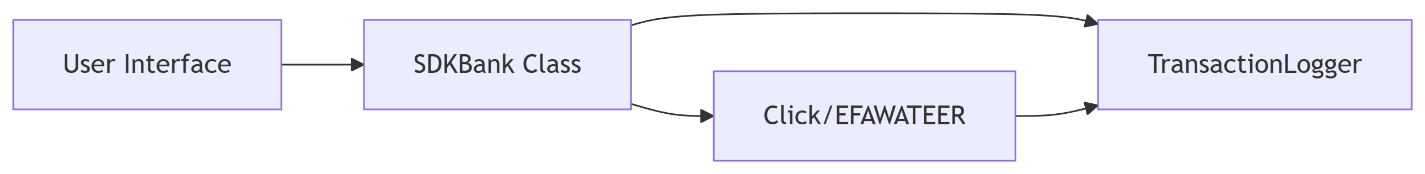 User Interface
SDKBank Class
Click/EFAWATEER
TransactionLogger